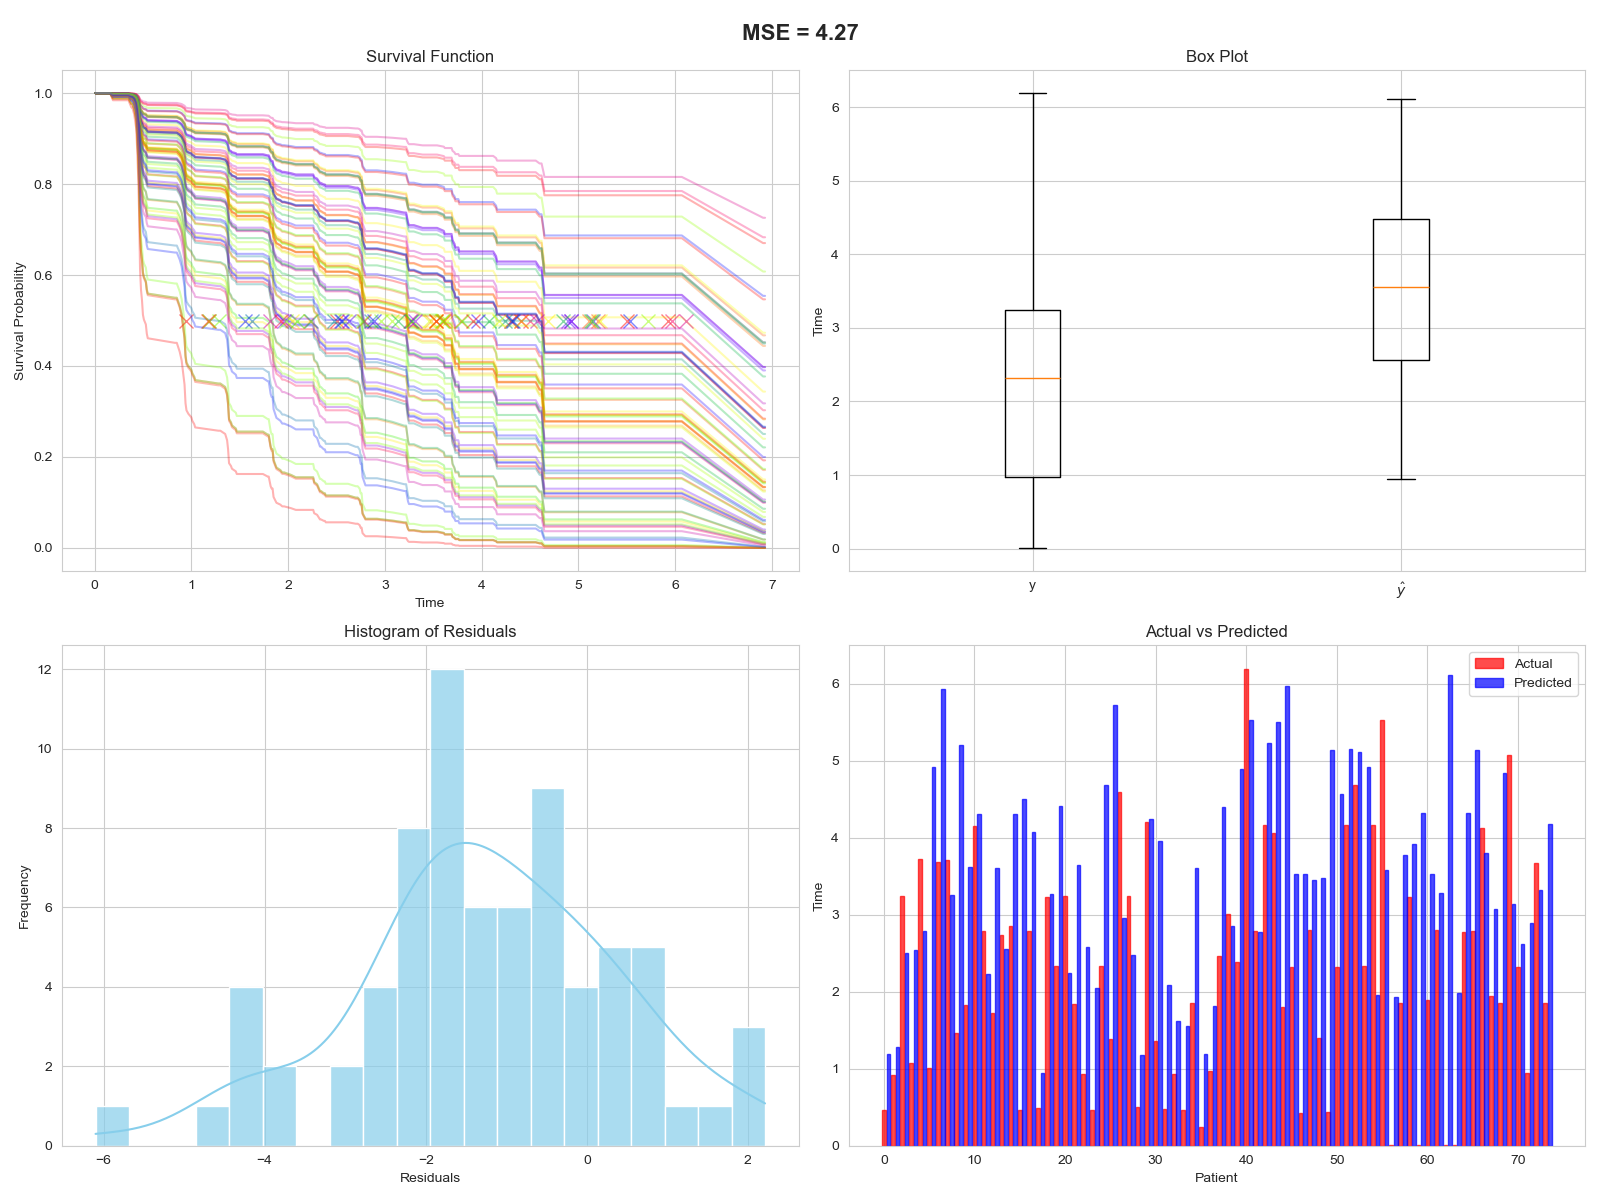 MSE = 4.27
Survival Function
1.0
0.8
0.6
0.4
0.2
0.0
Survival Probability
0 1 2 3 4 5 6 7
Time
Box Plot
6
5
4
3
2
1
0
Time
y ŷ
Histogram of Residuals
12
10
8
6
4
2
0
Frequency
−6 −4 −2 0 2
Residuals
Actual vs Predicted
Actual
Predicted
6
5
4
3
2
1
0
Time
0 10 20 30 40 50 60 70
Patient